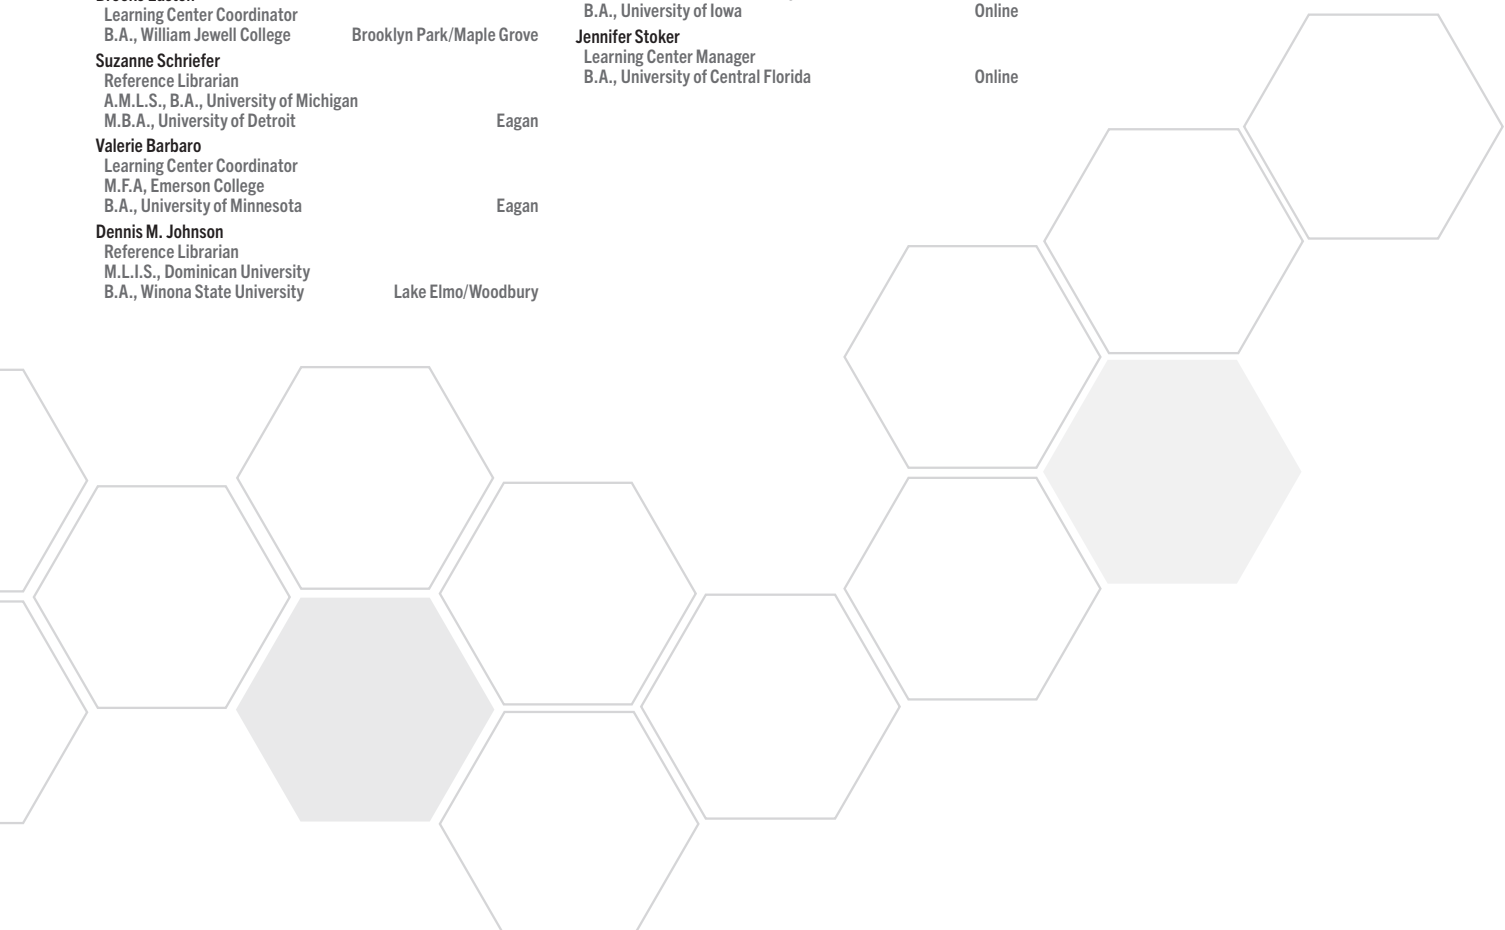 Learning Center Coordinator
B.A., William Jewell College Brooklyn Park/Maple Grove
Suzanne Schriefer
Reference Librarian
A.M.L.S., B.A., University of Michigan
M.B.A., University of Detroit Eagan
Valerie Barbaro
Learning Center Coordinator
M.F.A, Emerson College
B.A., University of Minnesota Eagan
Dennis M. Johnson
Reference Librarian
M.L.I.S., Dominican University
B.A., Winona State University Lake Elmo/Woodbury
B.A., University of Iowa Online
Jennifer Stoker
Learning Center Manager
B.A., University of Central Florida Online